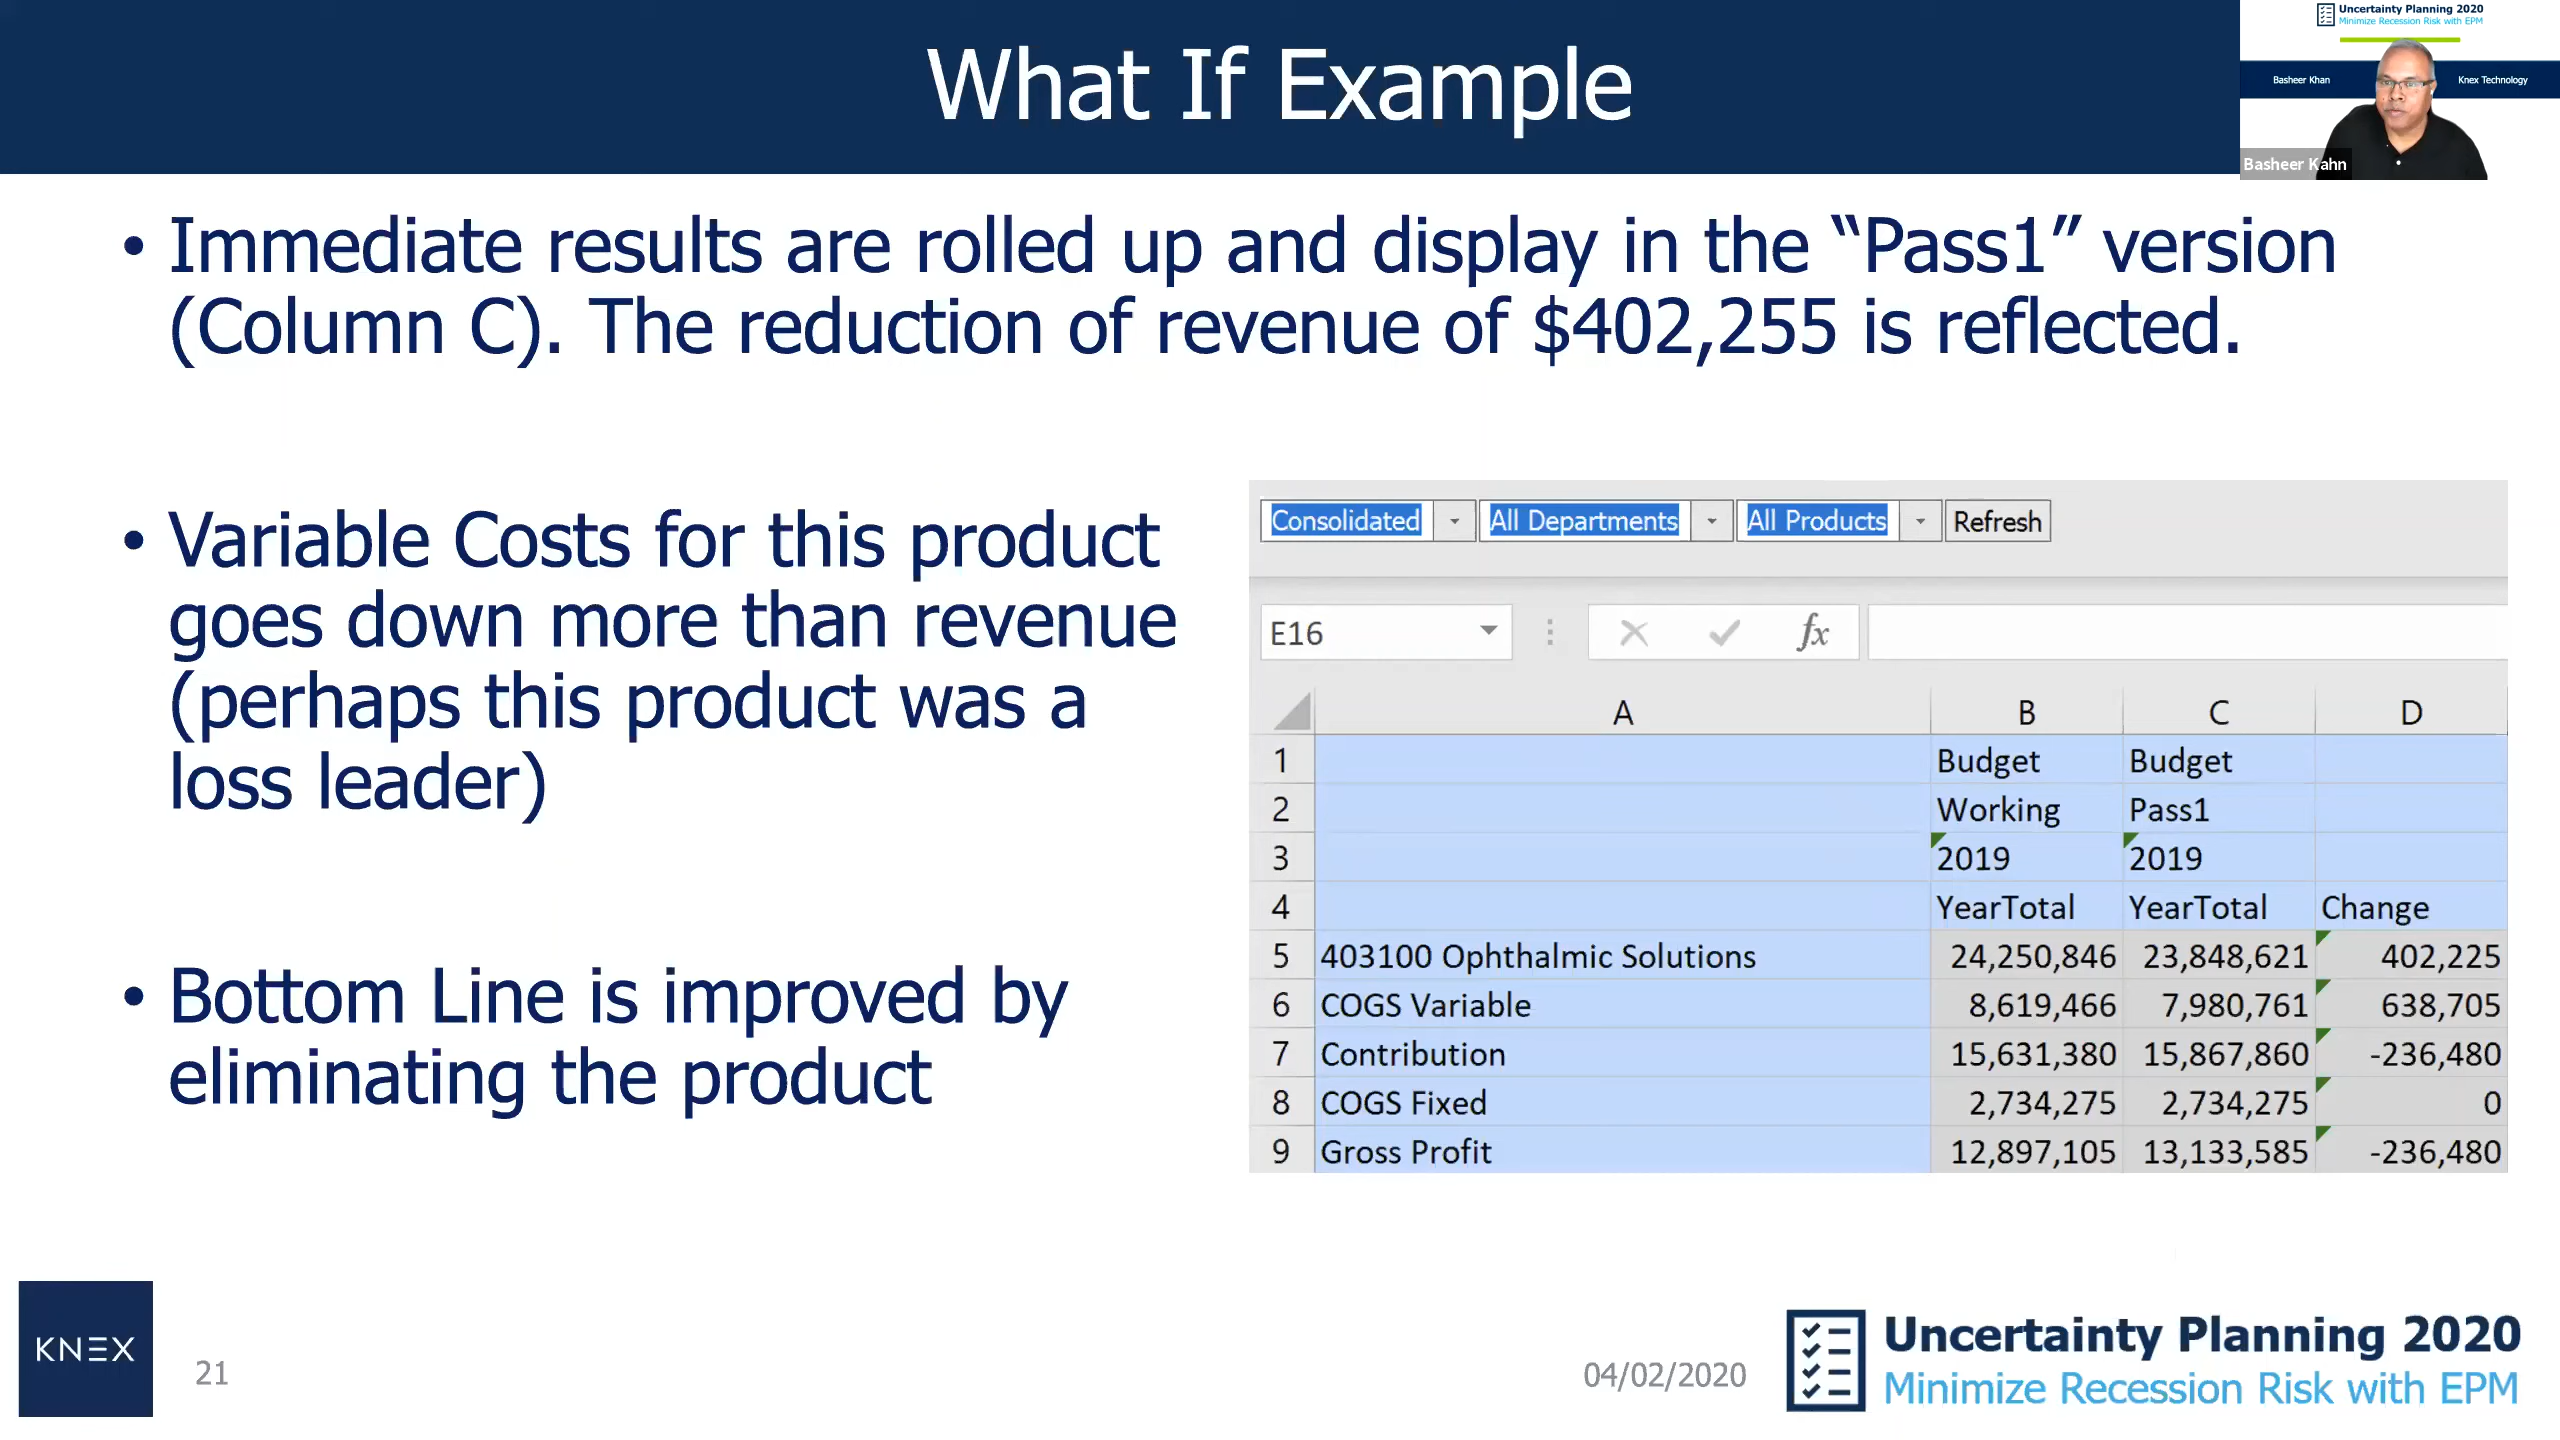 What If Example
Uncertainty Planning 2020
Minimize Recession Risk with EPM
Basheer Khan
Knex Technology
Basheer Kahn
• Immediate results are rolled up and display in the “Pass1” version
(Column C). The reduction of revenue of $402,255 is reflected.
• Variable Costs for this product
goes down more than revenue
(perhaps this product was a
loss leader)
• Bottom Line is improved by
eliminating the product
Consolidated All Departments All Products Refresh
E16 fx
A B C D
1 Budget Budget
2 Working Pass1
3 2019 2019
4 YearTotal YearTotal Change
5 403100 Ophthalmic Solutions 24,250,846 23,848,621 402,225
6 COGS Variable 8,619,466 7,980,761 638,705
7 Contribution 15,631,380 15,867,860 -236,480
8 COGS Fixed 2,734,275 2,734,275 0
9 Gross Profit 12,897,105 13,133,585 -236,480
KNEX
21
04/02/2020
Uncertainty Planning 2020
Minimize Recession Risk with EPM